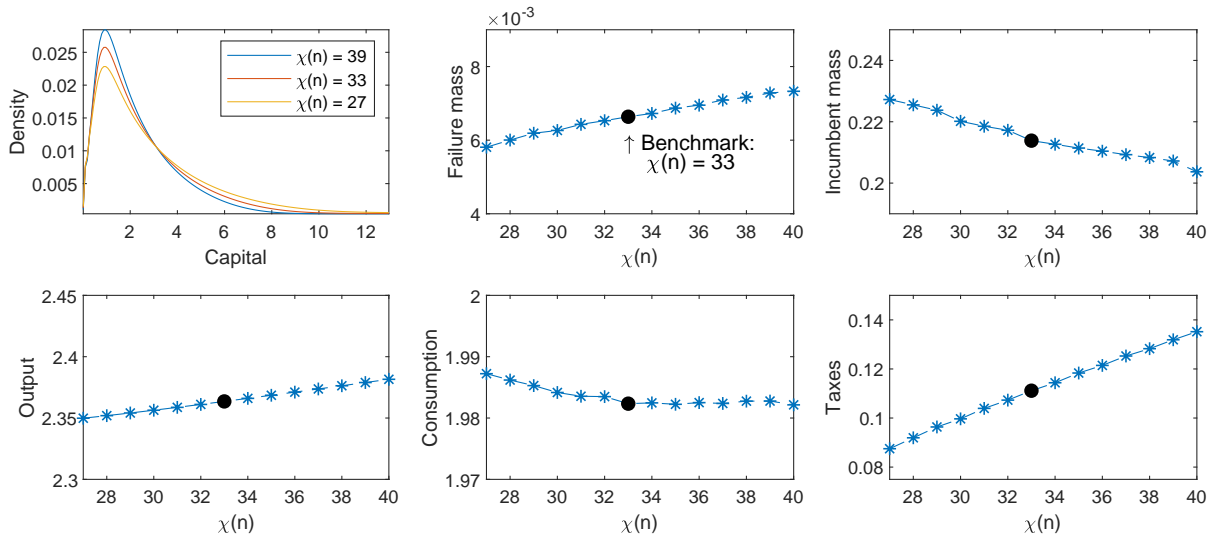 χ(n) = 39
χ(n) = 33
χ(n) = 27
0.025
0.02
0.015
0.01
0.005
Density
2 4 6 8 10 12
Capital
×10⁻³
8
6
4
Failure mass
↑ Benchmark:
χ(n) = 33
28 30 32 34 36 38 40
χ(n)
0.24
0.22
0.2
Incumbent mass
28 30 32 34 36 38 40
χ(n)
2.45
2.4
2.35
2.3
Output
28 30 32 34 36 38 40
χ(n)
2
1.99
1.98
1.97
Consumption
28 30 32 34 36 38 40
χ(n)
0.14
0.12
0.1
0.08
Taxes
28 30 32 34 36 38 40
χ(n)